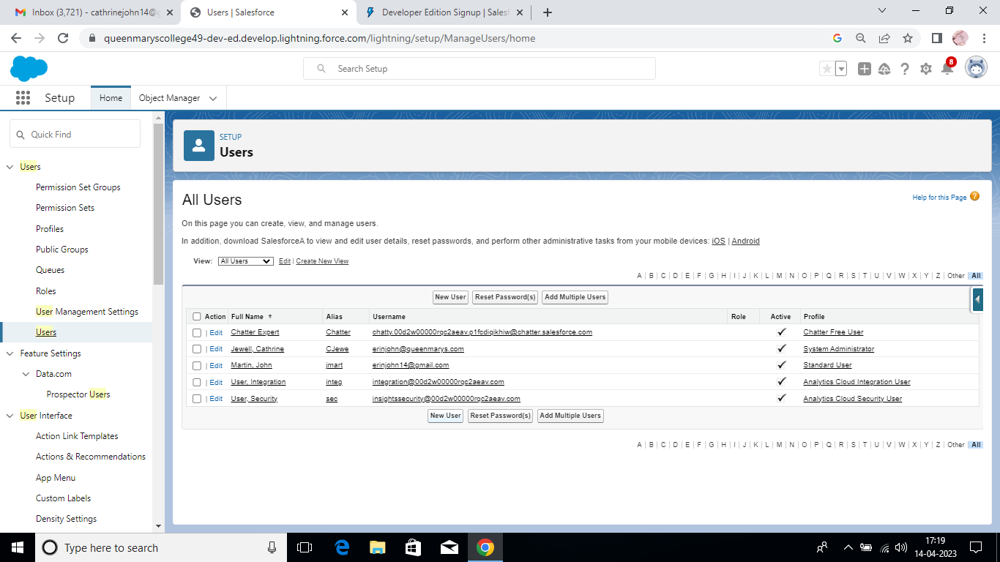 Inbox (3,721) - cathrinejohn14@g
Users | Salesforce
Developer Edition Signup | Salesf
queenmaryscollege49-dev-ed.develop.lightning.force.com/lightning/setup/ManageUsers/home
Search Setup
8
Setup
Home
Object Manager
Quick Find
Users
Permission Set Groups
Permission Sets
Profiles
Public Groups
Queues
Roles
User Management Settings
Users
Feature Settings
Data.com
Prospector Users
User Interface
Action Link Templates
Actions & Recommendations
App Menu
Custom Labels
Density Settings
SETUP
Users
All Users
Help for this Page ?
On this page you can create, view, and manage users.
In addition, download SalesforceA to view and edit user details, reset passwords, and perform other administrative tasks from your mobile devices: iOS | Android
View: All Users Edit | Create New View
A | B | C | D | E | F | G | H | I | J | K | L | M | N | O | P | Q | R | S | T | U | V | W | X | Y | Z | Other | All
New User Reset Password(s) Add Multiple Users
Action Full Name Alias Username Role Active Profile
| Edit Chatter Expert Chatter chatty.00d2w00000rqc2aeav.p1fcdiqikhiw@chatter.salesforce.com Chatter Free User
| Edit Jewell, Cathrine CJewe erinjohn@queenmarys.com System Administrator
| Edit Martin, John jmart erinjohn14@gmail.com Standard User
| Edit User, Integration integ integration@00d2w00000rqc2aeav.com Analytics Cloud Integration User
| Edit User, Security sec insightssecurity@00d2w00000rqc2aeav.com Analytics Cloud Security User
New User Reset Password(s) Add Multiple Users
A | B | C | D | E | F | G | H | I | J | K | L | M | N | O | P | Q | R | S | T | U | V | W | X | Y | Z | Other | All
Type here to search
17:19
14-04-2023